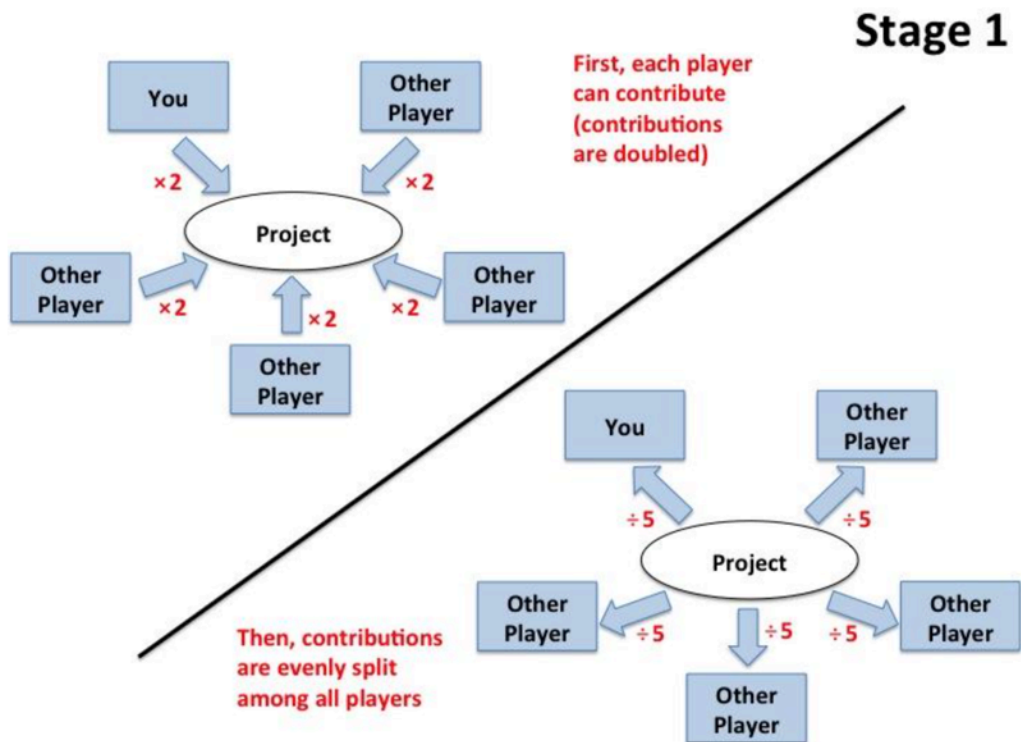 Stage 1
First, each player
can contribute
(contributions
are doubled)
You
Other
Player
×2
×2
Project
Other
Player
×2
×2
×2
Other
Player
Other
Player
You
Other
Player
÷5
÷5
Project
Other
Player
÷5
÷5
÷5
Other
Player
Other
Player
Then, contributions
are evenly split
among all players